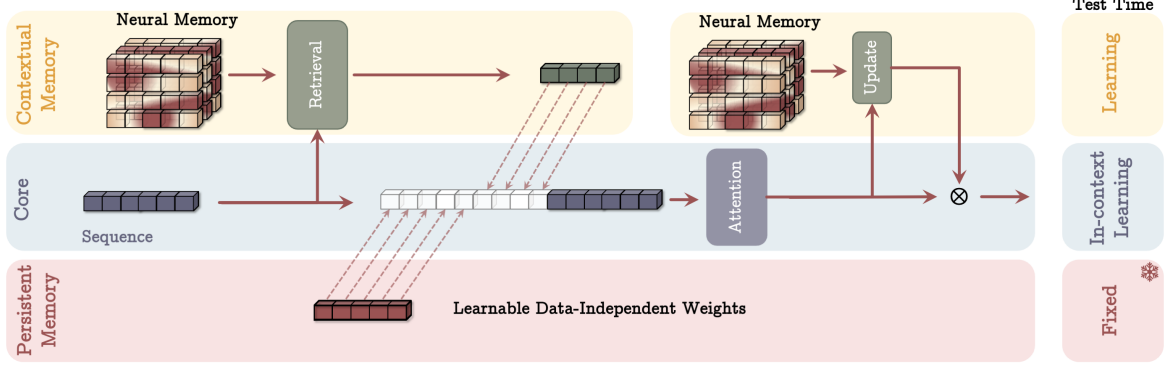 Test Time
Contextual
Memory
Neural Memory
Retrieval
Neural Memory
Update
Learning
Core
Sequence
Attention
In-context
Learning
Persistent
Memory
Learnable Data-Independent Weights
Fixed